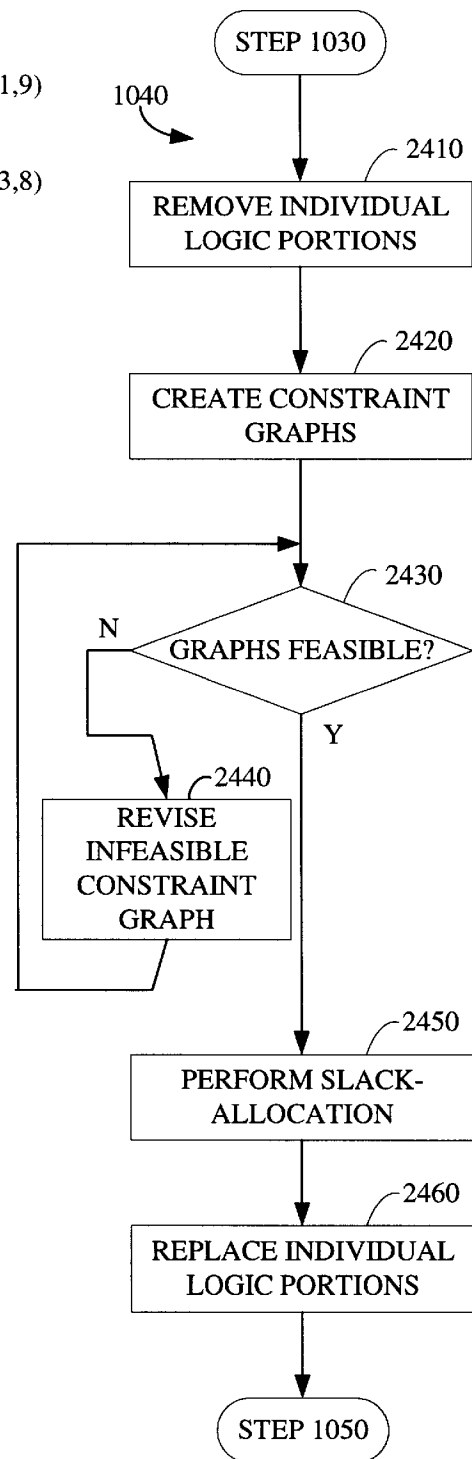 STEP 1030
1,9)
1040
3,8)
2410
REMOVE INDIVIDUAL
LOGIC PORTIONS
2420
CREATE CONSTRAINT
GRAPHS
2430
N
GRAPHS FEASIBLE?
Y
2440
REVISE
INFEASIBLE
CONSTRAINT
GRAPH
2450
PERFORM SLACK-
ALLOCATION
2460
REPLACE INDIVIDUAL
LOGIC PORTIONS
STEP 1050